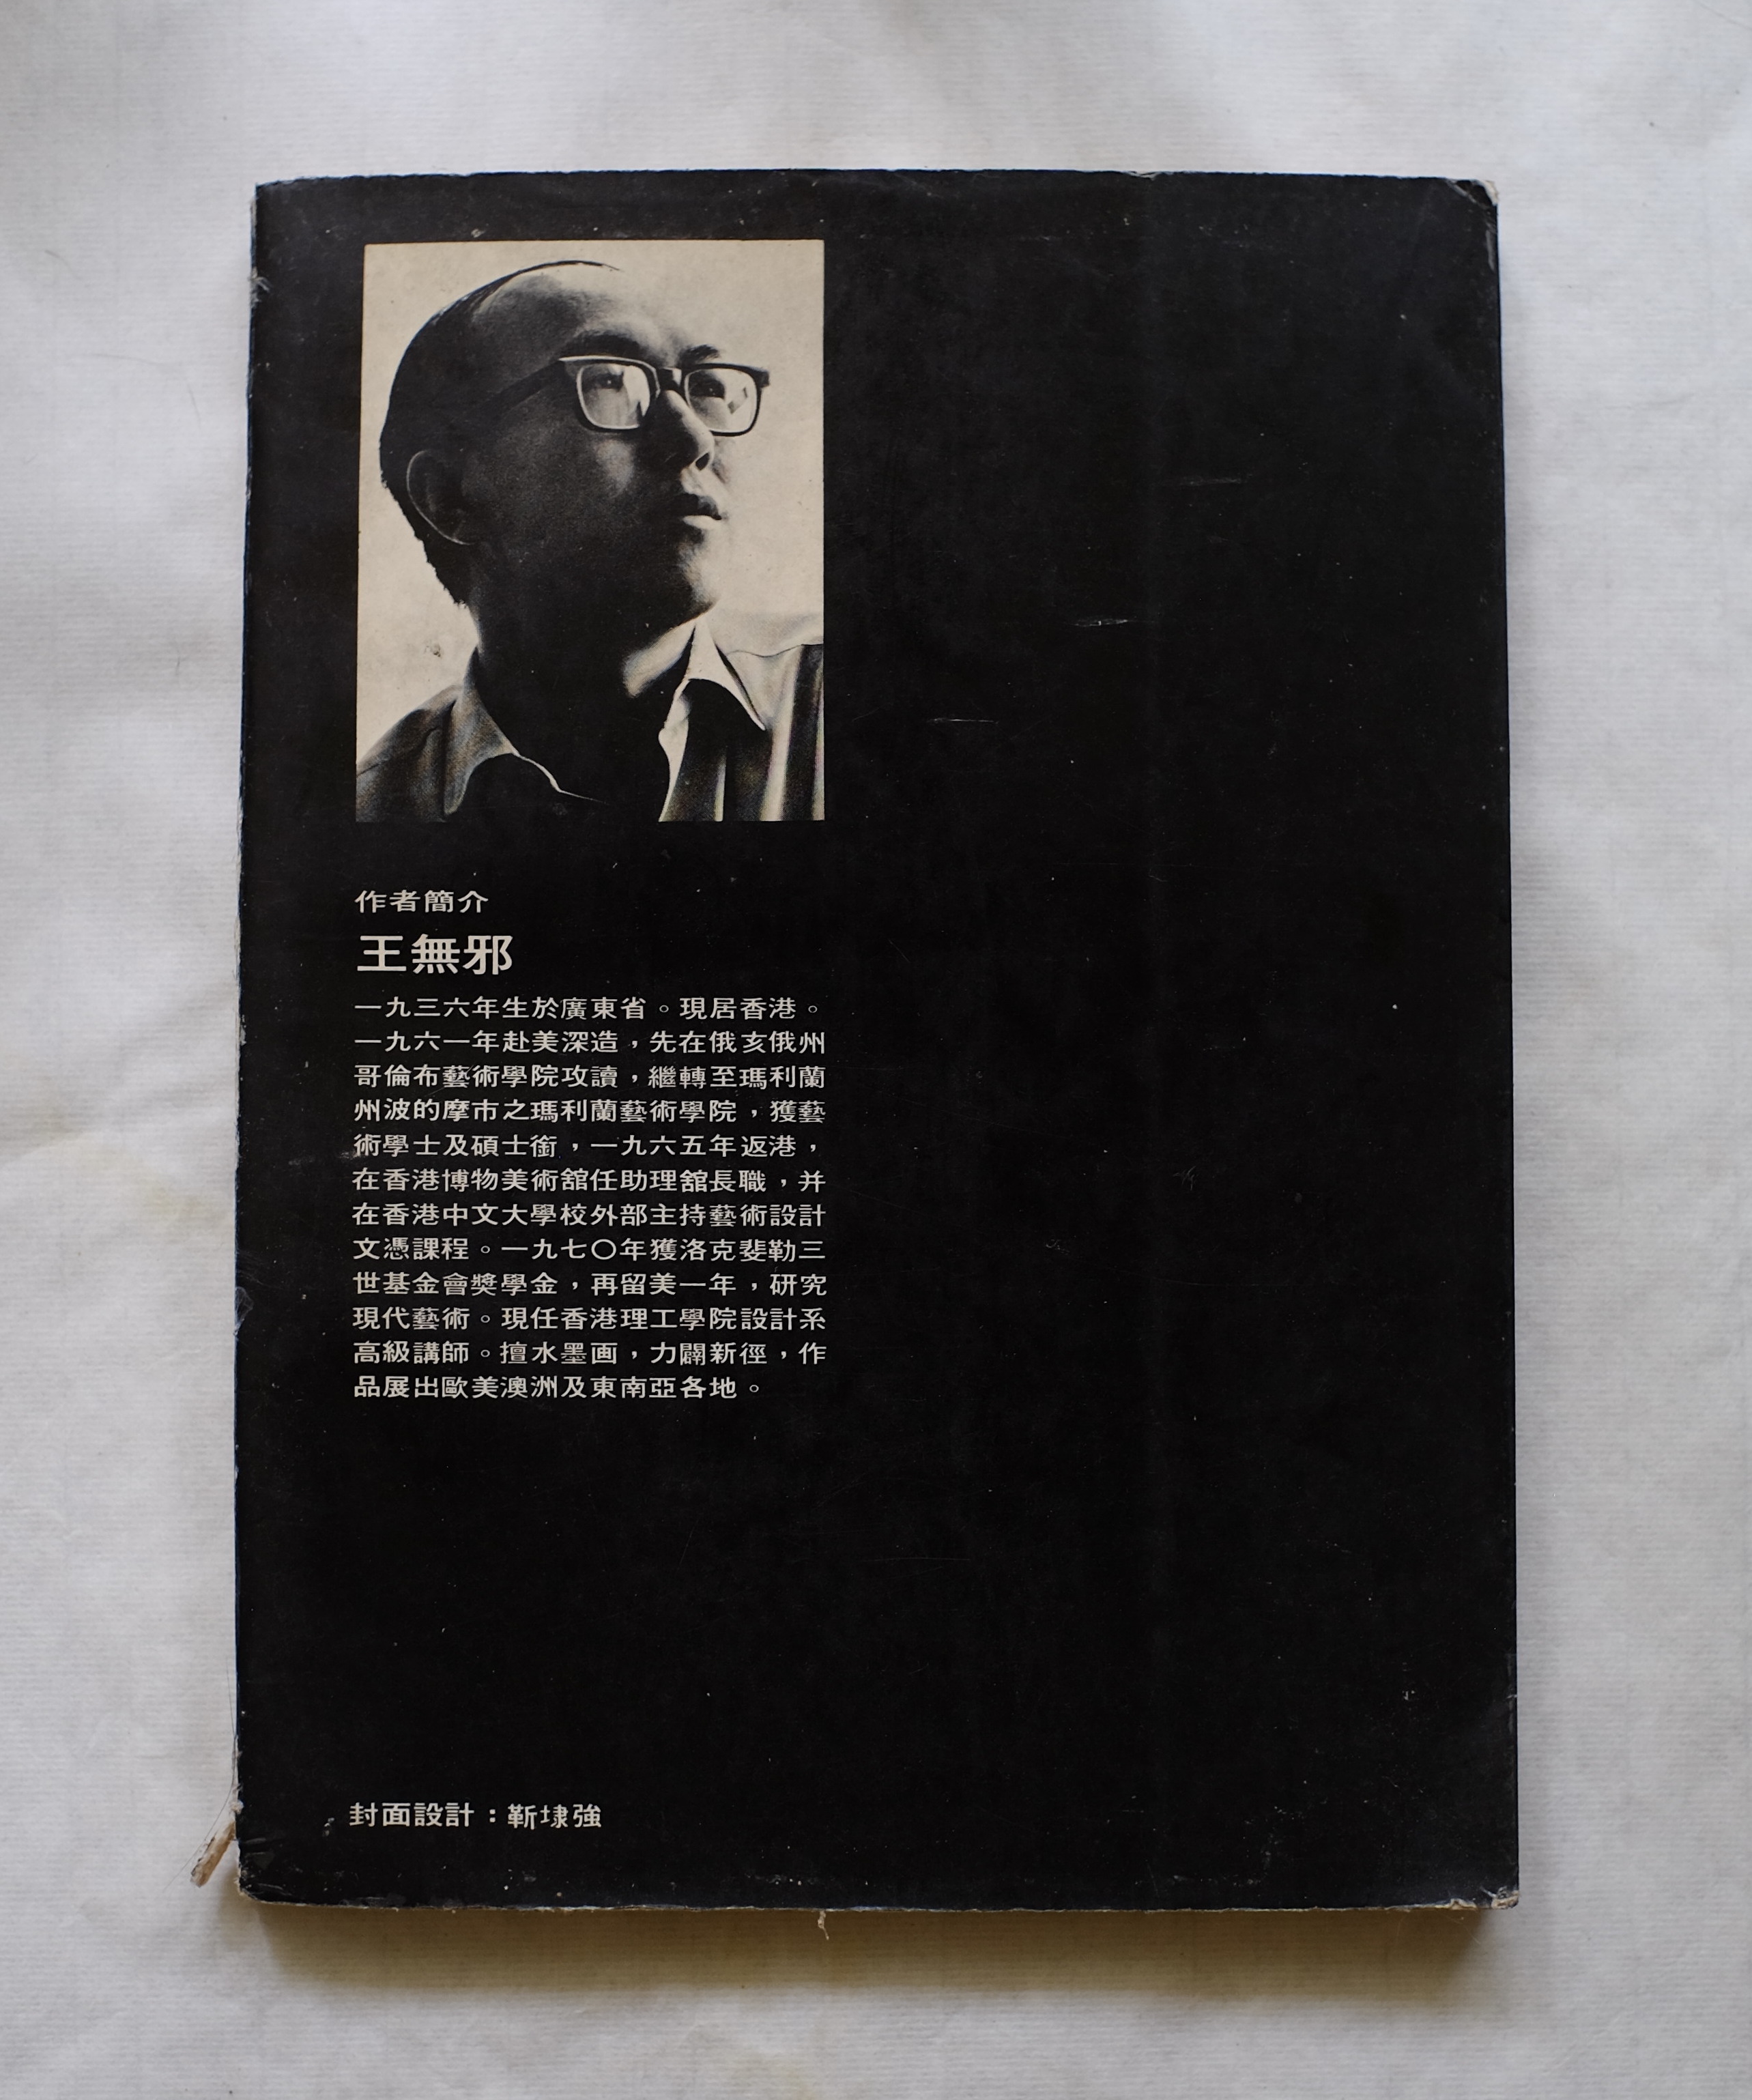 作者簡介
王無邪
一九三六年生於廣東省。現居香港。
一九六一年赴美深造，先在俄亥俄州
哥倫布藝術學院攻讀，繼轉至瑪利蘭
州波的摩市之瑪利蘭藝術學院，獲藝
術學士及碩士銜，一九六五年返港，
在香港博物美術舘任助理舘長職，并
在香港中文大學校外部主持藝術設計
文憑課程。一九七〇年獲洛克斐勒三
世基金會獎學金，再留美一年，研究
現代藝術。現任香港理工學院設計系
高級講師。擅水墨画，力闢新徑，作
品展出歐美澳洲及東南亞各地。
封面設計：靳埭強